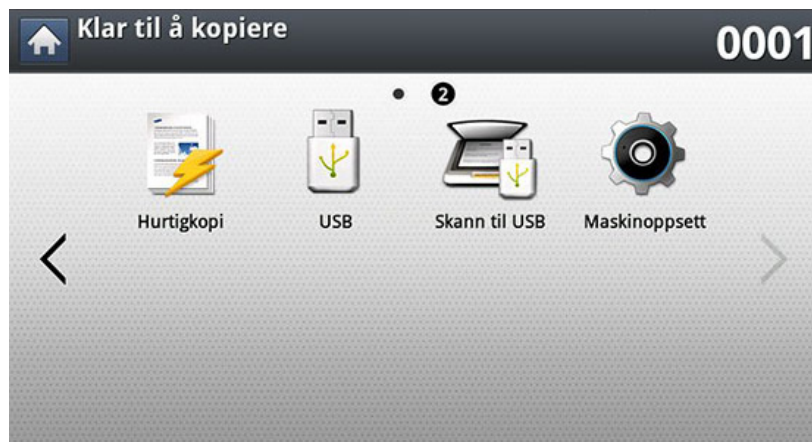 Klar til å kopiere
0001
2
Hurtigkopi
USB
Skann til USB
Maskinoppsett